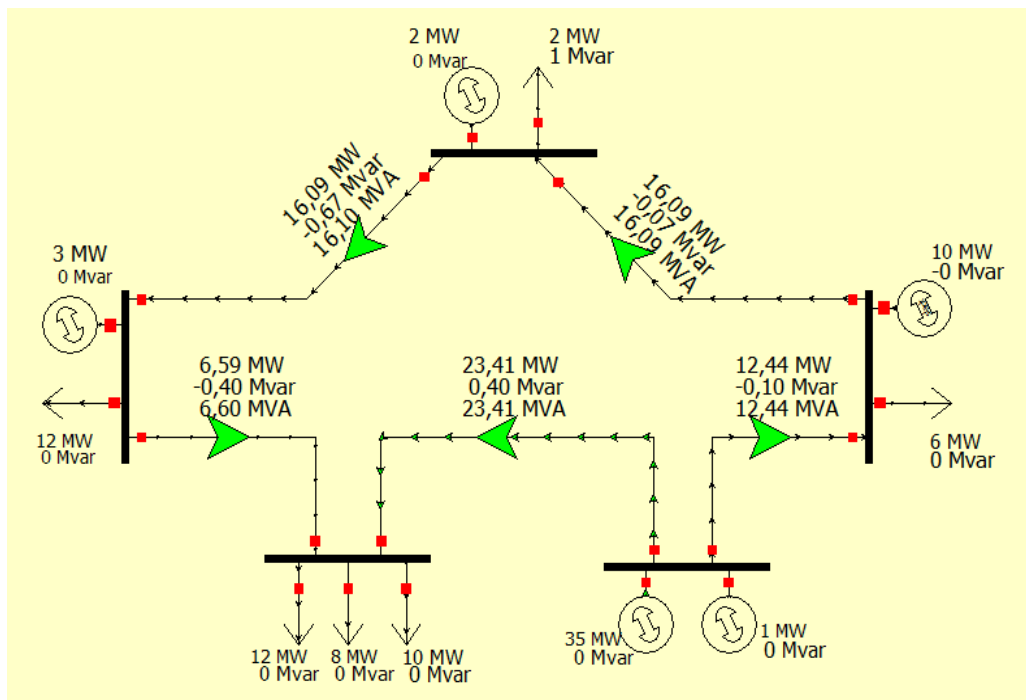 2 MW
0 Mvar
2 MW
1 Mvar
16,09 MW
-0,67 Mvar
16,10 MVA
16,09 MW
-0,07 Mvar
16,09 MVA
3 MW
0 Mvar
10 MW
-0 Mvar
6,59 MW
-0,40 Mvar
6,60 MVA
23,41 MW
0,40 Mvar
23,41 MVA
12,44 MW
-0,10 Mvar
12,44 MVA
12 MW
0 Mvar
6 MW
0 Mvar
12 MW
0 Mvar
8 MW
0 Mvar
10 MW
0 Mvar
35 MW
0 Mvar
1 MW
0 Mvar